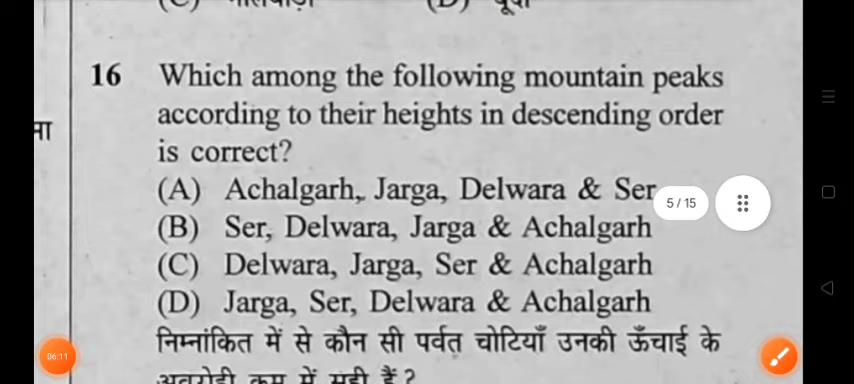 16 Which among the following mountain peaks
according to their heights in descending order
is correct?
(A) Achalgarh, Jarga, Delwara & Ser
5 / 15
(B) Ser, Delwara, Jarga & Achalgarh
(C) Delwara, Jarga, Ser & Achalgarh
(D) Jarga, Ser, Delwara & Achalgarh
निम्नांकित में से कौन सी पर्वत चोटियाँ उनकी ऊँचाई के
06:11